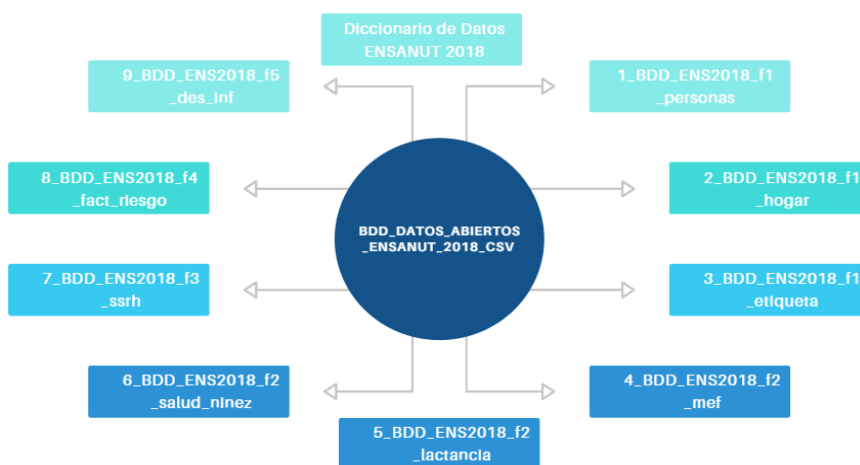 Diccionario de Datos
ENSANUT 2018
9_BDD_ENS2018_f5
_des_inf
1_BDD_ENS2018_f1
_personas
8_BDD_ENS2018_f4
_fact_riesgo
2_BDD_ENS2018_f1
_hogar
BDD_DATOS_ABIERTOS
_ENSANUT_2018_CSV
7_BDD_ENS2018_f3
_ssrh
3_BDD_ENS2018_f1
_etiqueta
6_BDD_ENS2018_f2
_salud_ninez
4_BDD_ENS2018_f2
_mef
5_BDD_ENS2018_f2
_lactancia